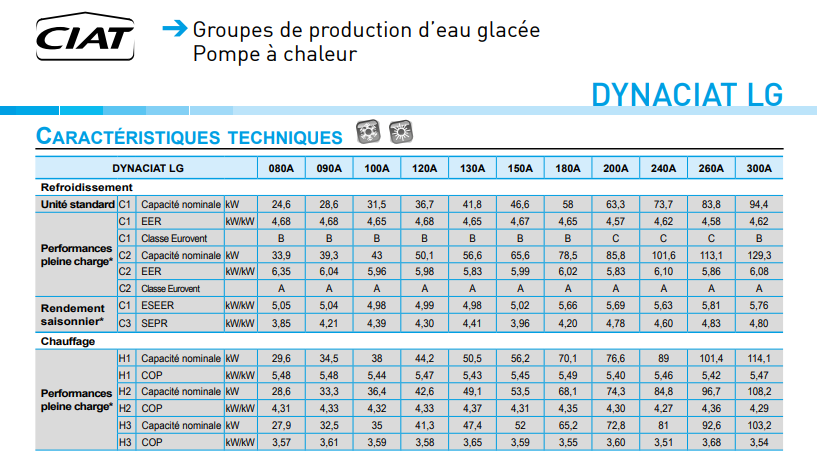 CIAT
Groupes de production d'eau glacée
Pompe à chaleur
DYNACIAT LG
CARACTÉRISTIQUES TECHNIQUES
DYNACIAT LG 080A 090A 100A 120A 130A 150A 180A 200A 240A 260A 300A
Refroidissement
Unité standard C1 Capacité nominale kW 24,6 28,6 31,5 36,7 41,8 46,6 58 63,3 73,7 83,8 94,4
Performances pleine charge* C1 EER kW/kW 4,68 4,68 4,65 4,68 4,65 4,67 4,65 4,57 4,62 4,58 4,62
C1 Classe Eurovent B B B B B B B C C C B
C2 Capacité nominale kW 33,9 39,3 43 50,1 56,6 65,6 78,5 85,8 101,6 113,1 129,3
C2 EER kW/kW 6,35 6,04 5,96 5,98 5,83 5,99 6,02 5,83 6,10 5,86 6,08
C2 Classe Eurovent A A A A A A A A A A A
Rendement saisonnier* C1 ESEER kW/kW 5,05 5,04 4,98 4,99 4,98 5,02 5,66 5,69 5,63 5,81 5,76
C3 SEPR kW/kW 3,85 4,21 4,39 4,30 4,41 3,96 4,20 4,78 4,60 4,83 4,80
Chauffage
Performances pleine charge* H1 Capacité nominale kW 29,6 34,5 38 44,2 50,5 56,2 70,1 76,6 89 101,4 114,1
H1 COP kW/kW 5,48 5,48 5,44 5,47 5,43 5,45 5,49 5,40 5,46 5,42 5,47
H2 Capacité nominale kW 28,6 33,3 36,4 42,6 49,1 53,5 68,1 74,3 84,8 96,7 108,2
H2 COP kW/kW 4,31 4,33 4,32 4,33 4,37 4,31 4,35 4,30 4,27 4,36 4,29
H3 Capacité nominale kW 27,9 32,5 35 41,3 47,4 52 65,2 72,8 81 92,6 103,2
H3 COP kW/kW 3,57 3,61 3,59 3,58 3,65 3,59 3,55 3,60 3,51 3,68 3,54